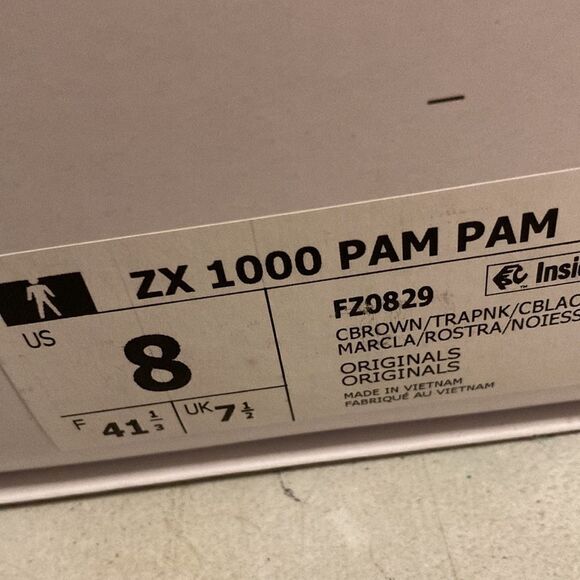 ZX 1000 PAM PAM
US
8
F 41 1/3
UK 7 1/2
FZ0829
CBROWN/TRAPNK/CBLAC
MARCLA/ROSTRA/NOIESS
ORIGINALS
ORIGINALS
MADE IN VIETNAM
FABRIQUÉ AU VIETNAM
Insid